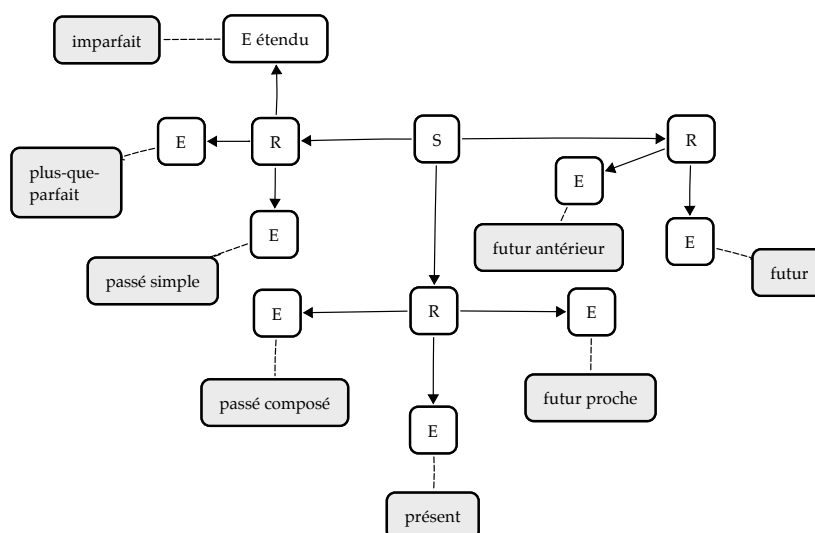 imparfait
E étendu
E
R
S
R
plus-que-
parfait
E
E
E
passé simple
futur antérieur
futur
E
R
E
passé composé
futur proche
E
présent